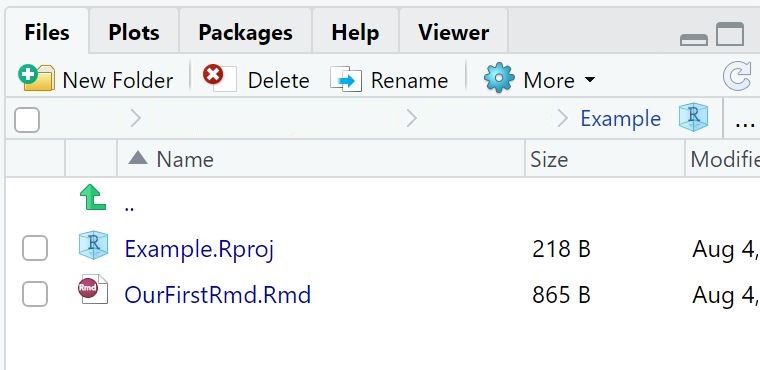 Files Plots Packages Help Viewer
New Folder Delete Rename More
Example R ...
Name Size Modifie
..
R Example.Rproj 218 B Aug 4,
Rmd OurFirstRmd.Rmd 865 B Aug 4,